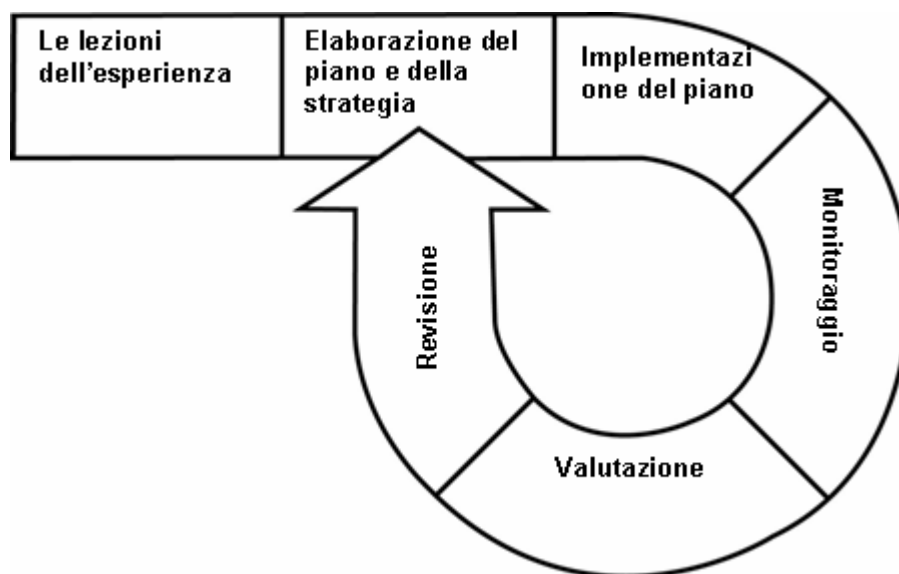 Le lezioni
dell'esperienza
Elaborazione del
piano e della
strategia
Implementazi
one del piano
Monitoraggio
Valutazione
Revisione